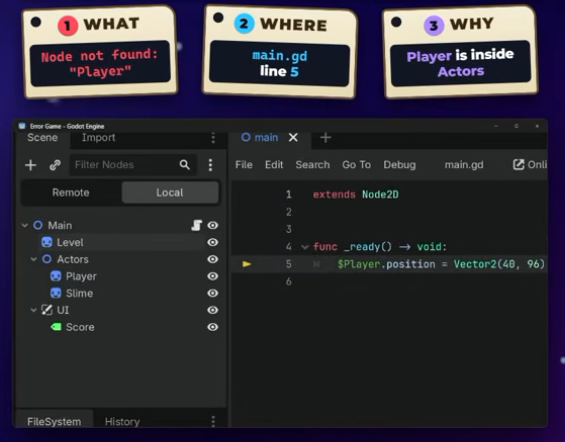 1 WHAT
Node not found:
"Player"
2 WHERE
main.gd
line 5
3 WHY
Player is inside
Actors
Error Game - Godot Engine
Scene Import
Filter Nodes
Remote Local
Main
Level
Actors
Player
Slime
UI
Score
FileSystem History
main
File Edit Search Go To Debug main.gd Onli
1 extends Node2D
2
3
4 func _ready() → void:
5 $Player.position = Vector2(40, 96)
6